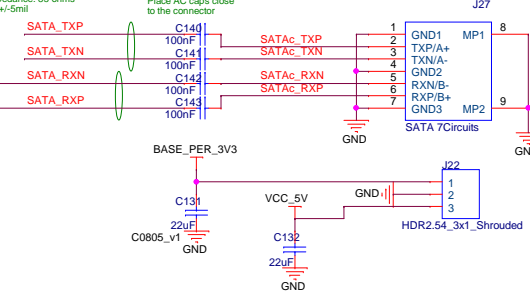 +/-5mil
Place AC caps close
to the connector
J27
SATA_TXP
C140
100nF
SATAc_TXP
1
GND1
MP1
8
2
TXP/A+
SATA_TXN
C141
100nF
SATAc_TXN
3
TXN/A-
4
GND2
SATA_RXN
C142
100nF
SATAc_RXN
5
RXN/B-
SATA_RXP
C143
100nF
SATAc_RXP
6
RXP/B+
7
GND3
MP2
9
SATA 7Circuits
GND
BASE_PER_3V3
J22
C131
22uF
C0805_v1
GND
VCC_5V
C132
22uF
GND
GND
1
2
3
HDR2.54_3x1_Shrouded